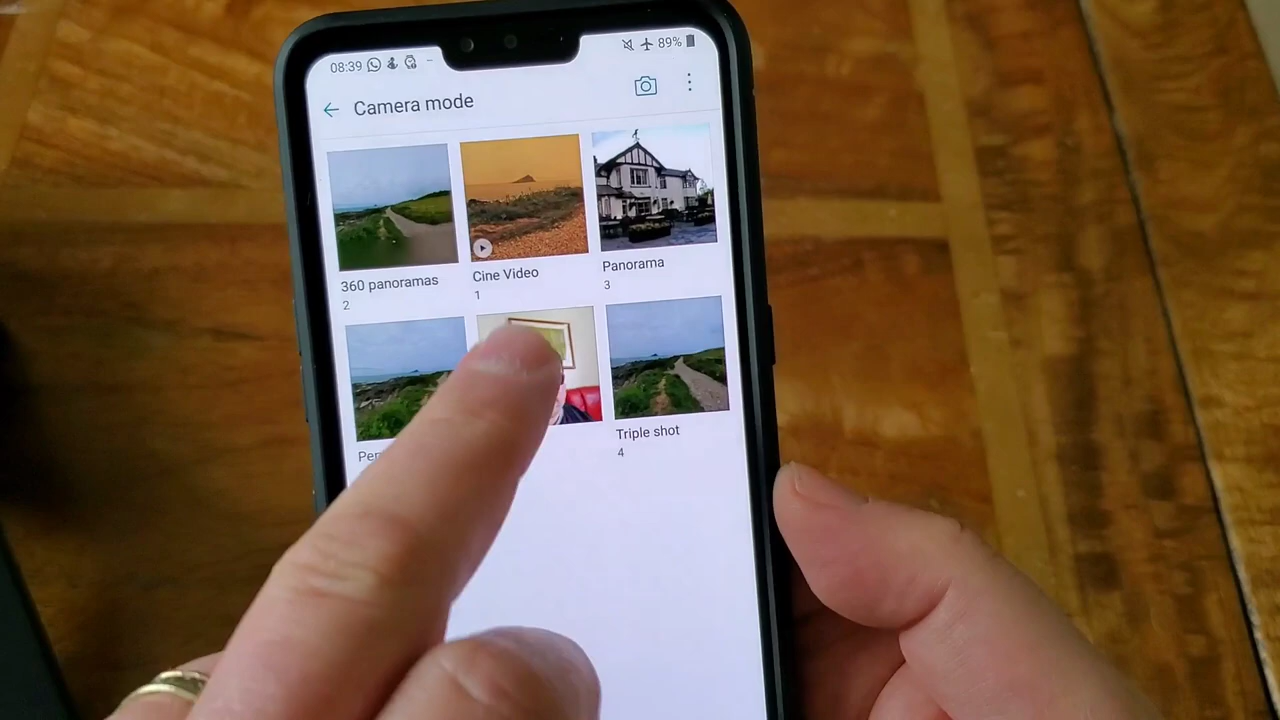 08:39
89%
Camera mode
360 panoramas
2
Cine Video
1
Panorama
3
Triple shot
4